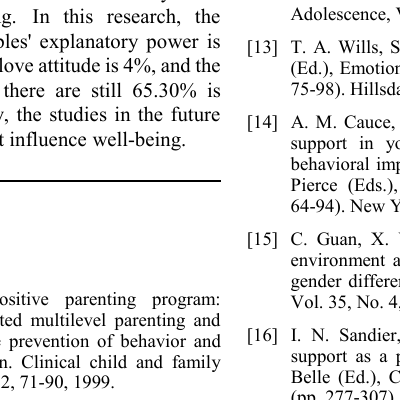 g. In this research, the
bles' explanatory power is
love attitude is 4%, and the
there are still 65.30% is
, the studies in the future
t influence well-being.
ositive parenting program:
ted multilevel parenting and
prevention of behavior and
n. Clinical child and family
2, 71-90, 1999.
Adolescence, V
[13] T. A. Wills, S
(Ed.), Emotion
75-98). Hillsda
[14] A. M. Cauce,
support in yo
behavioral imp
Pierce (Eds.),
64-94). New Y
[15] C. Guan, X. Y
environment a
gender differe
Vol. 35, No. 4,
[16] I. N. Sandier,
support as a p
Belle (Ed.), C
(pp. 277-307)